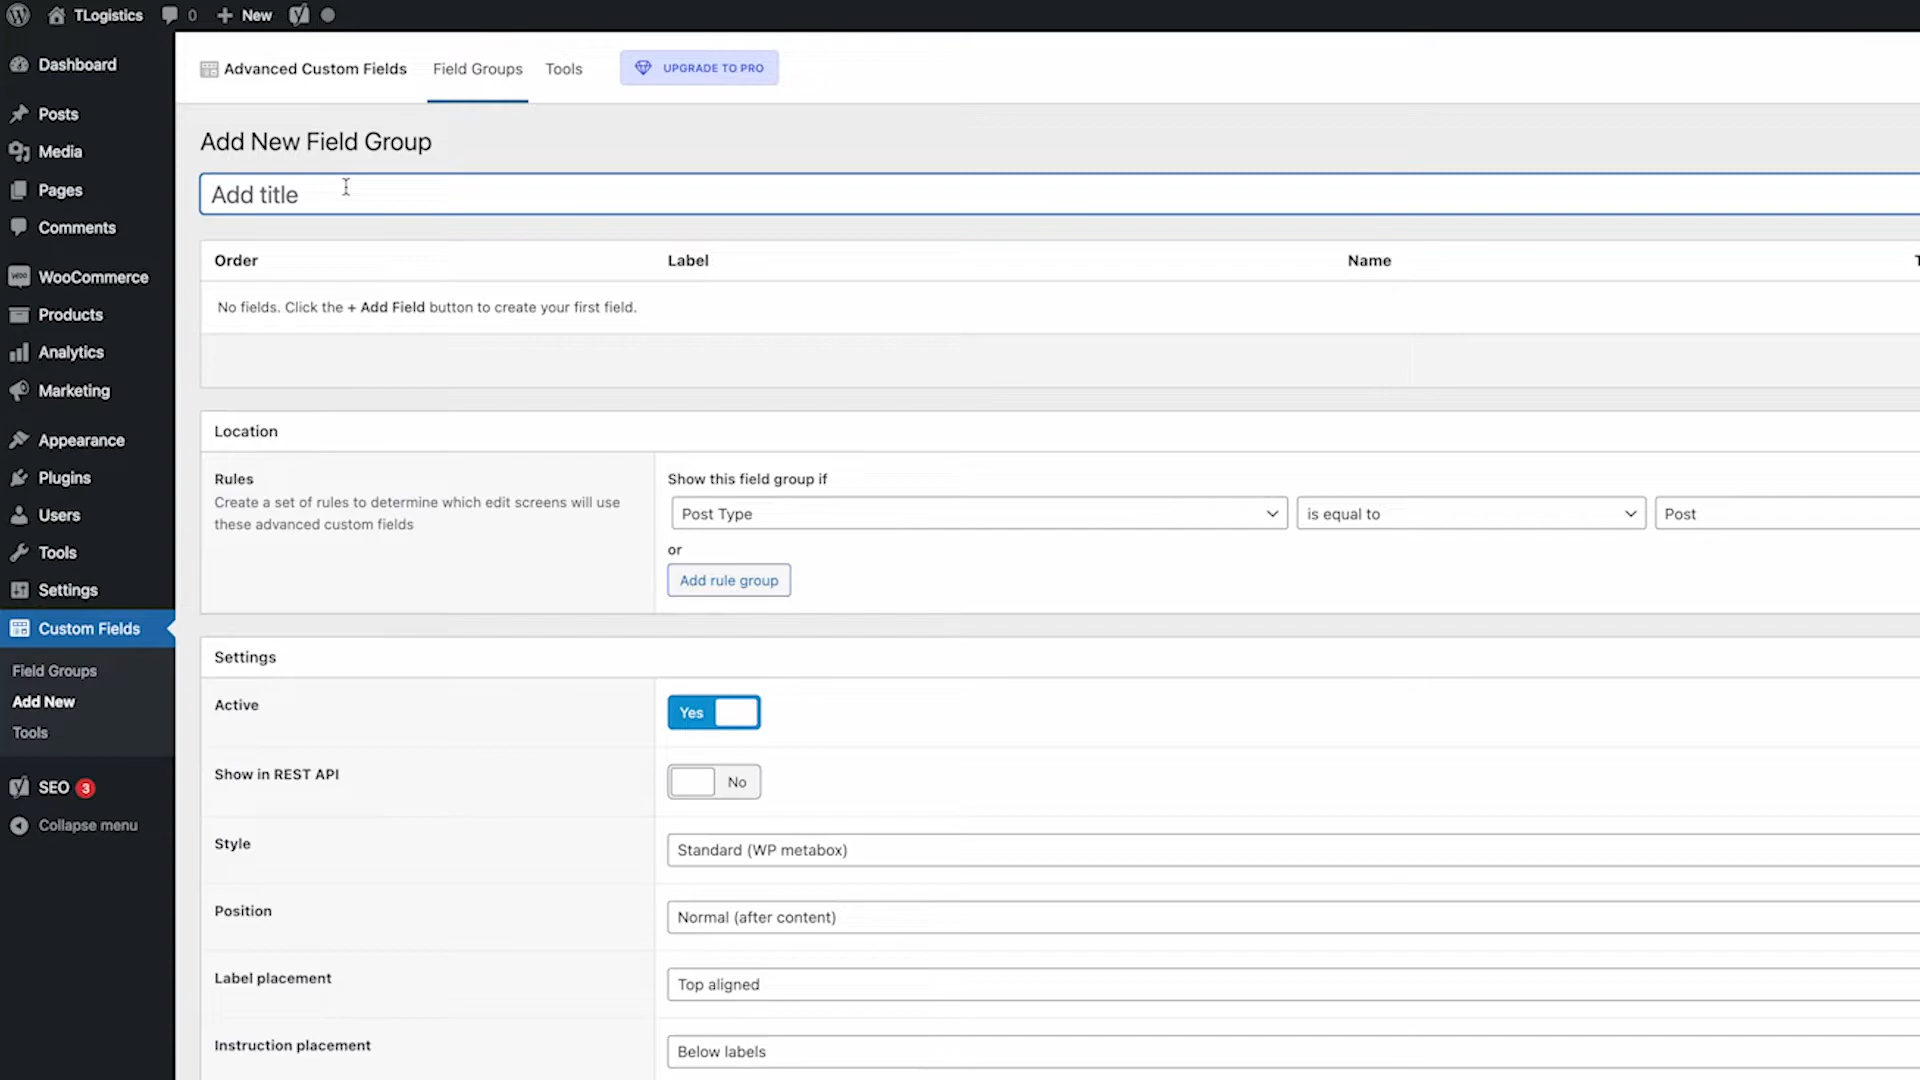 TLogistics 0 New
Dashboard
Posts
Media
Pages
Comments
WooCommerce
Products
Analytics
Marketing
Appearance
Plugins
Users
Tools
Settings
Custom Fields
Field Groups
Add New
Tools
SEO 3
Collapse menu
Advanced Custom Fields Field Groups Tools UPGRADE TO PRO
Add New Field Group
Add title
Order Label Name
No fields. Click the + Add Field button to create your first field.
Location
Rules
Create a set of rules to determine which edit screens will use
these advanced custom fields
Show this field group if
Post Type is equal to Post
or
Add rule group
Settings
Active Yes
Show in REST API No
Style Standard (WP metabox)
Position Normal (after content)
Label placement Top aligned
Instruction placement Below labels